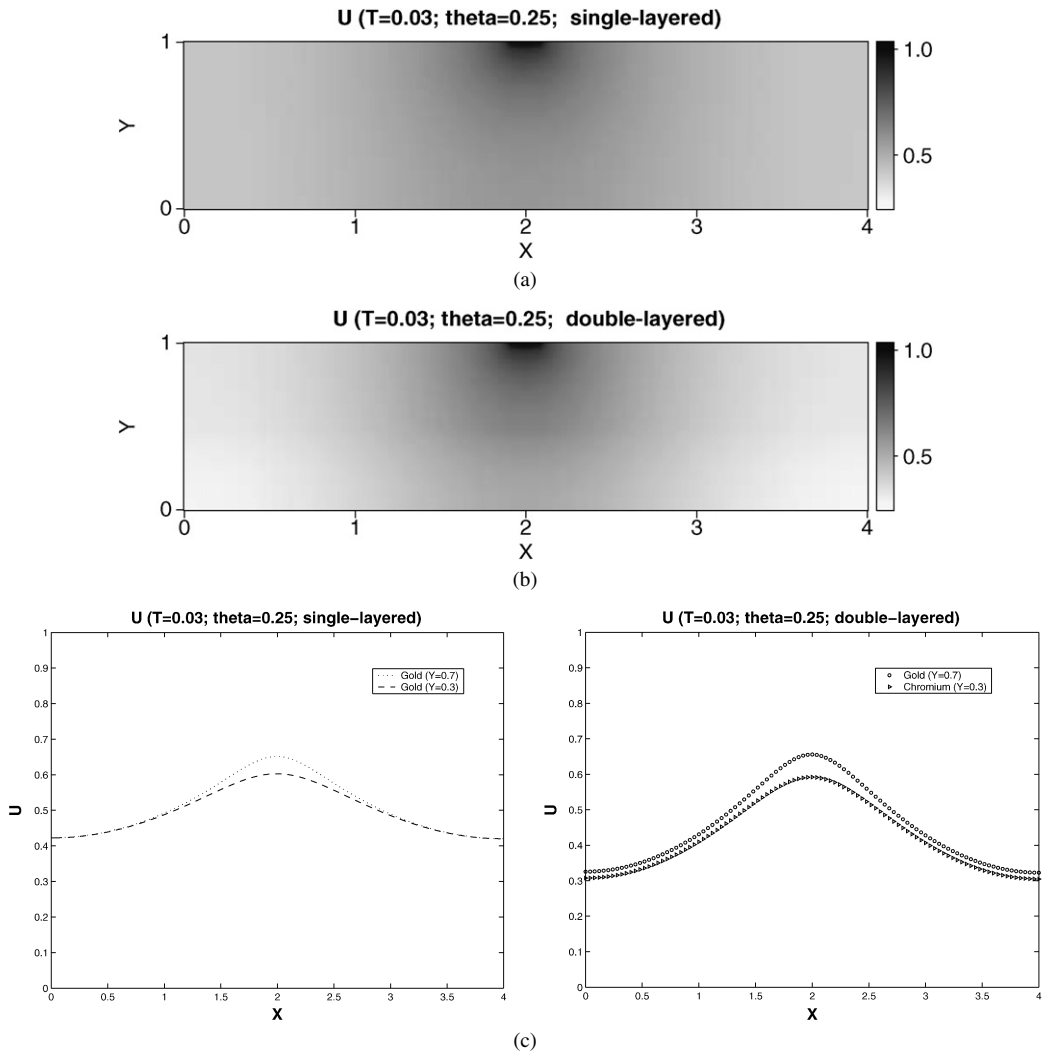 U (T=0.03; theta=0.25; single-layered)
1
Y
0
0 1 2 3 4
X
1.0
0.5
(a)
U (T=0.03; theta=0.25; double-layered)
1
Y
0
0 1 2 3 4
X
1.0
0.5
(b)
U (T=0.03; theta=0.25; single-layered)
1
0.9
0.8
0.7
0.6
0.5
0.4
0.3
0.2
0.1
0
U
Gold (Y=0.7)
Gold (Y=0.3)
0 0.5 1 1.5 2 2.5 3 3.5 4
X
U (T=0.03; theta=0.25; double-layered)
1
0.9
0.8
0.7
0.6
0.5
0.4
0.3
0.2
0.1
0
U
Gold (Y=0.7)
Chromium (Y=0.3)
0 0.5 1 1.5 2 2.5 3 3.5 4
X
(c)